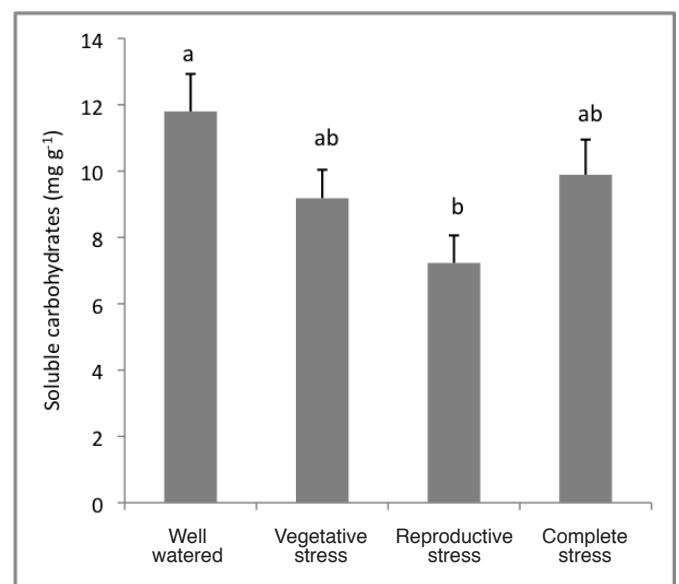 14
12
10
8
6
4
2
0
Soluble carbohydrates (mg g⁻¹)
a
ab
b
ab
Well
watered
Vegetative
stress
Reproductive
stress
Complete
stress